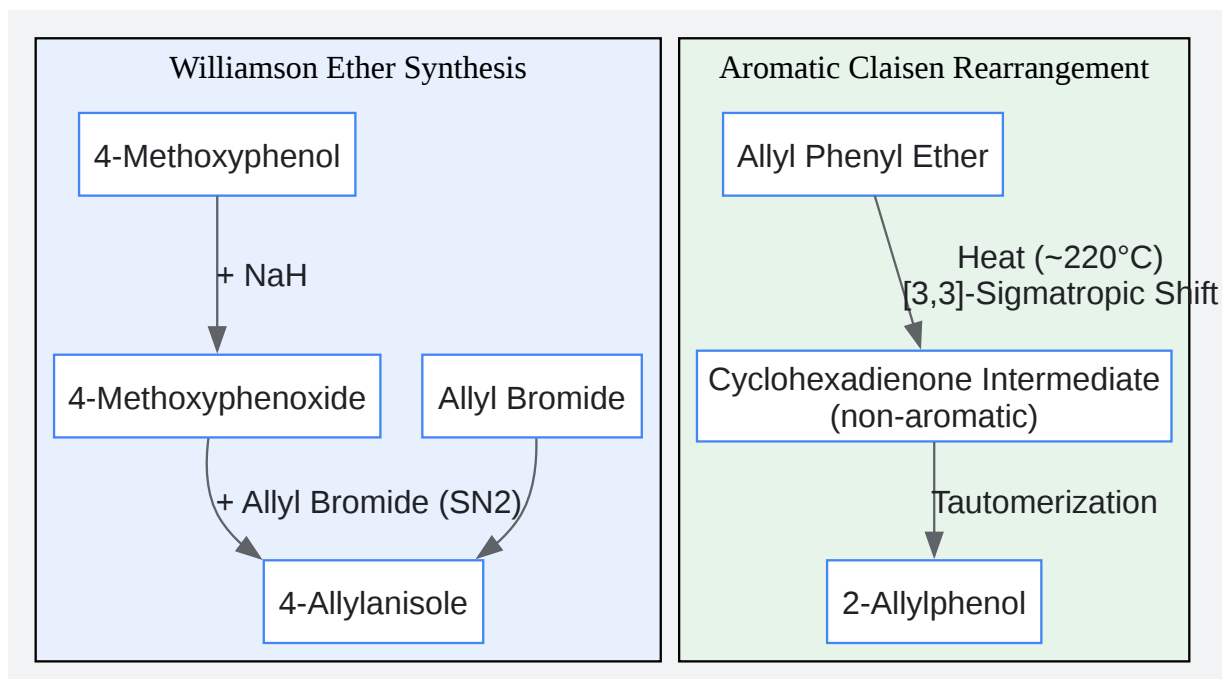 Williamson Ether Synthesis
4-Methoxyphenol
+ NaH
4-Methoxyphenoxide
Allyl Bromide
+ Allyl Bromide (SN2)
4-Allylanisole
Aromatic Claisen Rearrangement
Allyl Phenyl Ether
Heat (~220°C)
[3,3]-Sigmatropic Shift
Cyclohexadienone Intermediate
(non-aromatic)
Tautomerization
2-Allylphenol